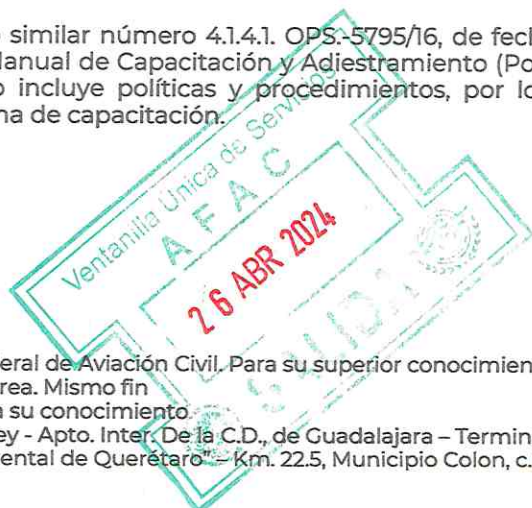 similar número 4.1.4.1. OPS.-5795/16, de fecl
Manual de Capacitación y Adiestramiento (Po
incluye políticas y procedimientos, por lo
na de capacitación.
Ventanilla Única de Servicios
AFAC
26 ABR 2024
SALIDA
eral de Aviación Civil. Para su superior conocimien
rea. Mismo fin
su conocimiento.
ey - Apto. Inter. De la C.D., de Guadalajara – Termin
ental de Querétaro" – Km. 22.5, Municipio Colon, c.